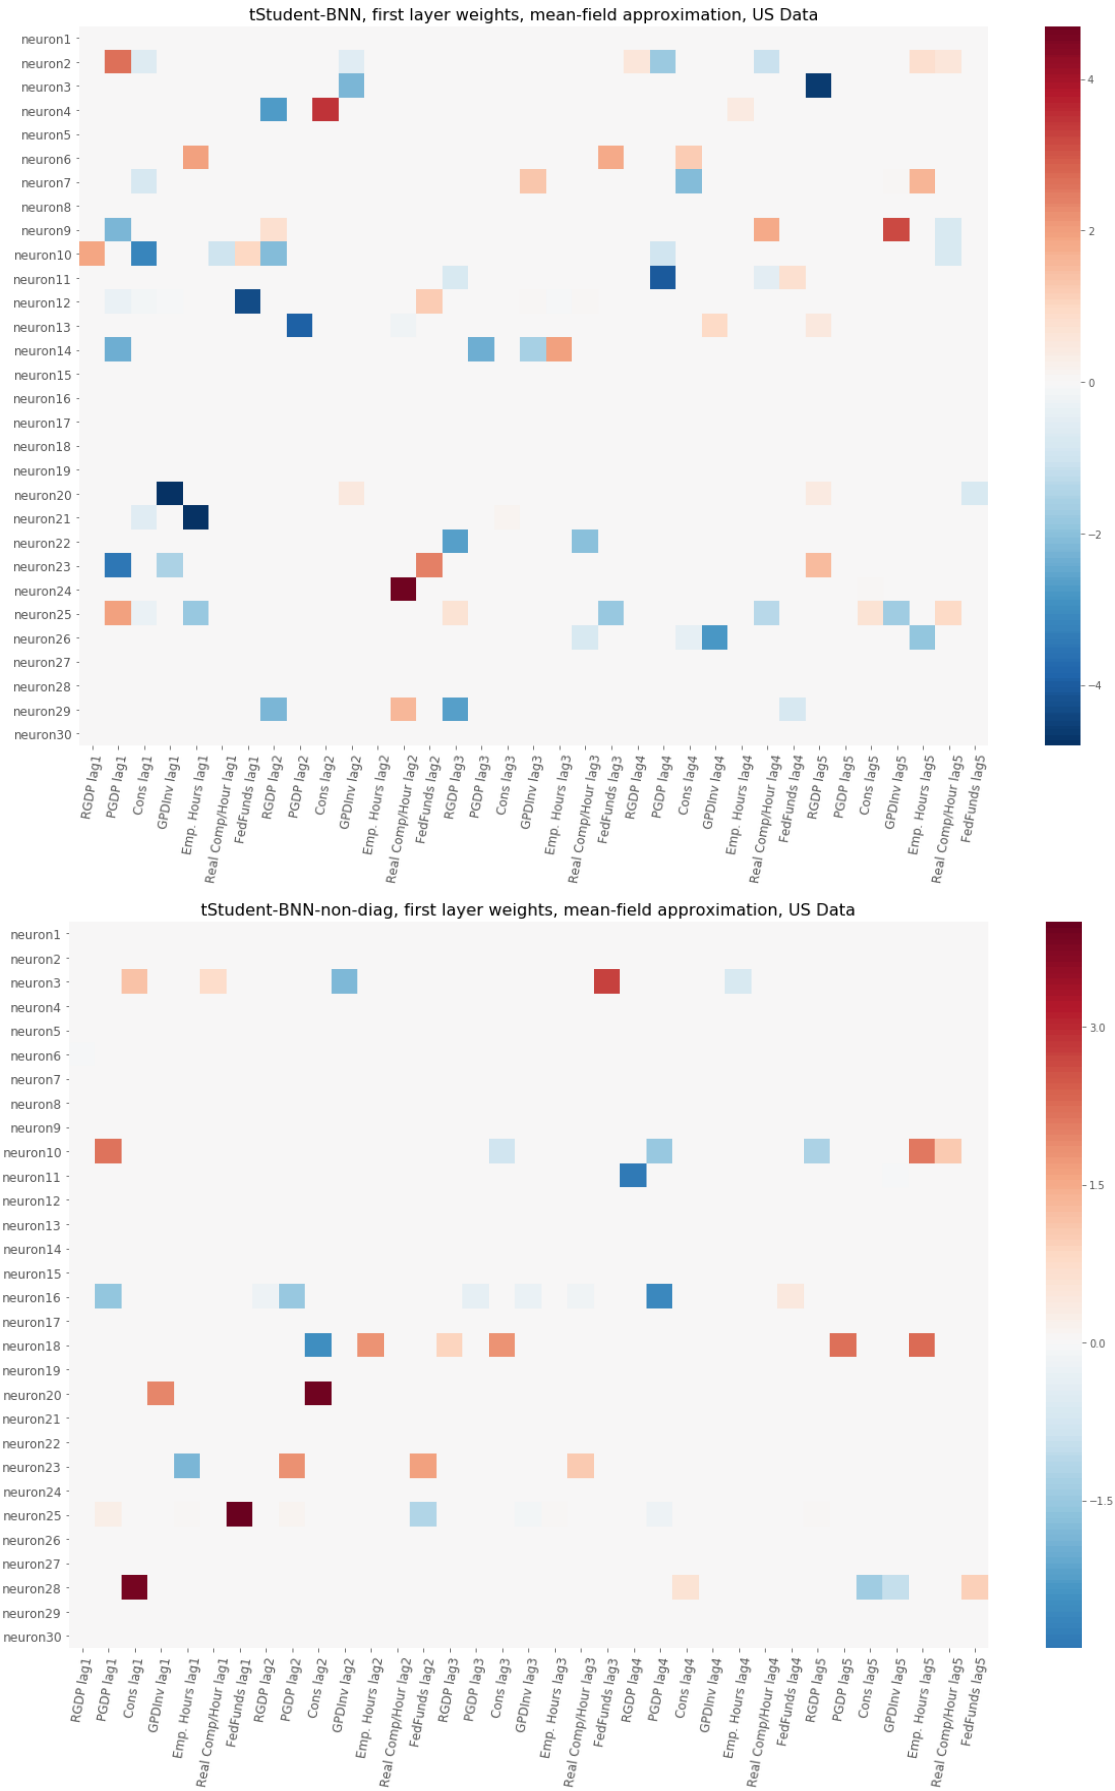 tStudent-BNN, first layer weights, mean-field approximation, US Data
neuron1
neuron2
neuron3
neuron4
neuron5
neuron6
neuron7
neuron8
neuron9
neuron10
neuron11
neuron12
neuron13
neuron14
neuron15
neuron16
neuron17
neuron18
neuron19
neuron20
neuron21
neuron22
neuron23
neuron24
neuron25
neuron26
neuron27
neuron28
neuron29
neuron30
4
2
0
−2
−4
RGDP lag1
PGDP lag1
Cons lag1
GPDInv lag1
Emp. Hours lag1
Real Comp/Hour lag1
FedFunds lag1
RGDP lag2
PGDP lag2
Cons lag2
GPDInv lag2
Emp. Hours lag2
Real Comp/Hour lag2
FedFunds lag2
RGDP lag3
PGDP lag3
Cons lag3
GPDInv lag3
Emp. Hours lag3
Real Comp/Hour lag3
FedFunds lag3
RGDP lag4
PGDP lag4
Cons lag4
GPDInv lag4
Emp. Hours lag4
Real Comp/Hour lag4
FedFunds lag4
RGDP lag5
PGDP lag5
Cons lag5
GPDInv lag5
Emp. Hours lag5
Real Comp/Hour lag5
FedFunds lag5
tStudent-BNN-non-diag, first layer weights, mean-field approximation, US Data
neuron1
neuron2
neuron3
neuron4
neuron5
neuron6
neuron7
neuron8
neuron9
neuron10
neuron11
neuron12
neuron13
neuron14
neuron15
neuron16
neuron17
neuron18
neuron19
neuron20
neuron21
neuron22
neuron23
neuron24
neuron25
neuron26
neuron27
neuron28
neuron29
neuron30
3.0
1.5
0.0
−1.5
RGDP lag1
PGDP lag1
Cons lag1
GPDInv lag1
Emp. Hours lag1
Real Comp/Hour lag1
FedFunds lag1
RGDP lag2
PGDP lag2
Cons lag2
GPDInv lag2
Emp. Hours lag2
Real Comp/Hour lag2
FedFunds lag2
RGDP lag3
PGDP lag3
Cons lag3
GPDInv lag3
Emp. Hours lag3
Real Comp/Hour lag3
FedFunds lag3
RGDP lag4
PGDP lag4
Cons lag4
GPDInv lag4
Emp. Hours lag4
Real Comp/Hour lag4
FedFunds lag4
RGDP lag5
PGDP lag5
Cons lag5
GPDInv lag5
Emp. Hours lag5
Real Comp/Hour lag5
FedFunds lag5